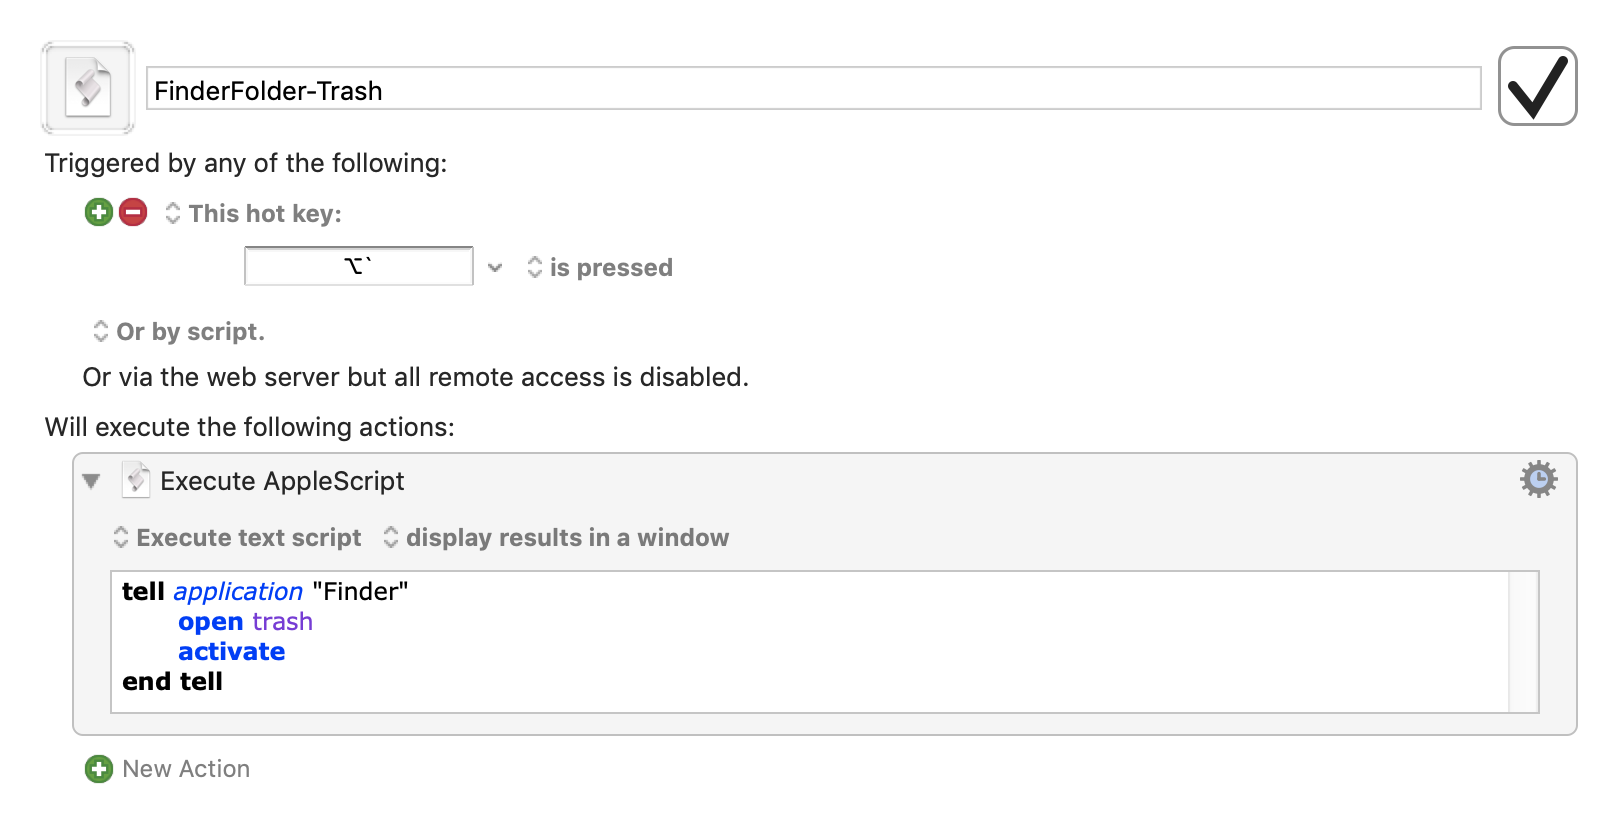 FinderFolder-Trash
Triggered by any of the following:
This hot key:
⌥` is pressed
Or by script.
Or via the web server but all remote access is disabled.
Will execute the following actions:
Execute AppleScript
Execute text script display results in a window
tell application "Finder"
open trash
activate
end tell
New Action